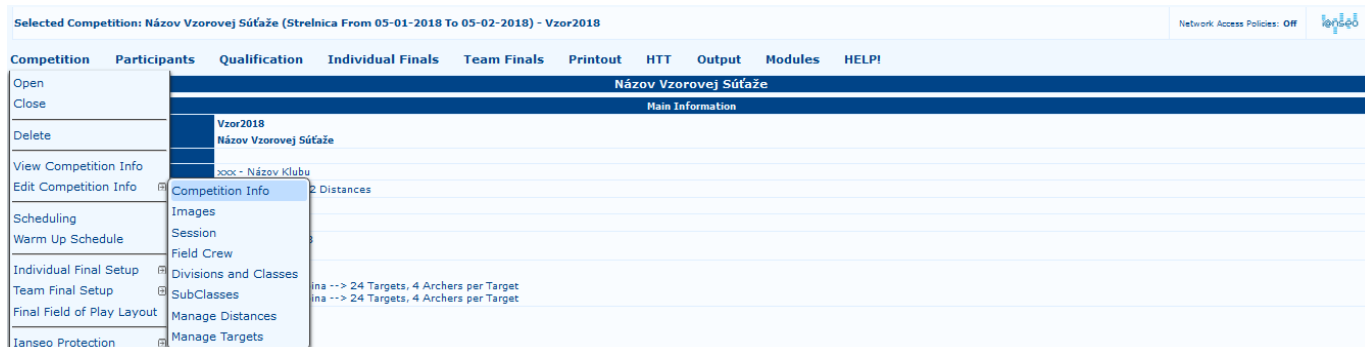 Selected Competition: Názov Vzorovej Súťaže (Strelnica From 05-01-2018 To 05-02-2018) - Vzor2018
Network Access Policies: Off
ianseo
Competition Participants Qualification Individual Finals Team Finals Printout HTT Output Modules HELP!
Open
Názov Vzorovej Súťaže
Close
Main Information
Vzor2018
Delete
Názov Vzorovej Súťaže
View Competition Info
xxx - Názov Klubu
Edit Competition Info
Competition Info
2 Distances
Images
Scheduling
Session
Warm Up Schedule
Field Crew
Individual Final Setup
Divisions and Classes
ina --> 24 Targets, 4 Archers per Target
Team Final Setup
SubClasses
ina --> 24 Targets, 4 Archers per Target
Final Field of Play Layout
Manage Distances
Manage Targets
Ianseo Protection